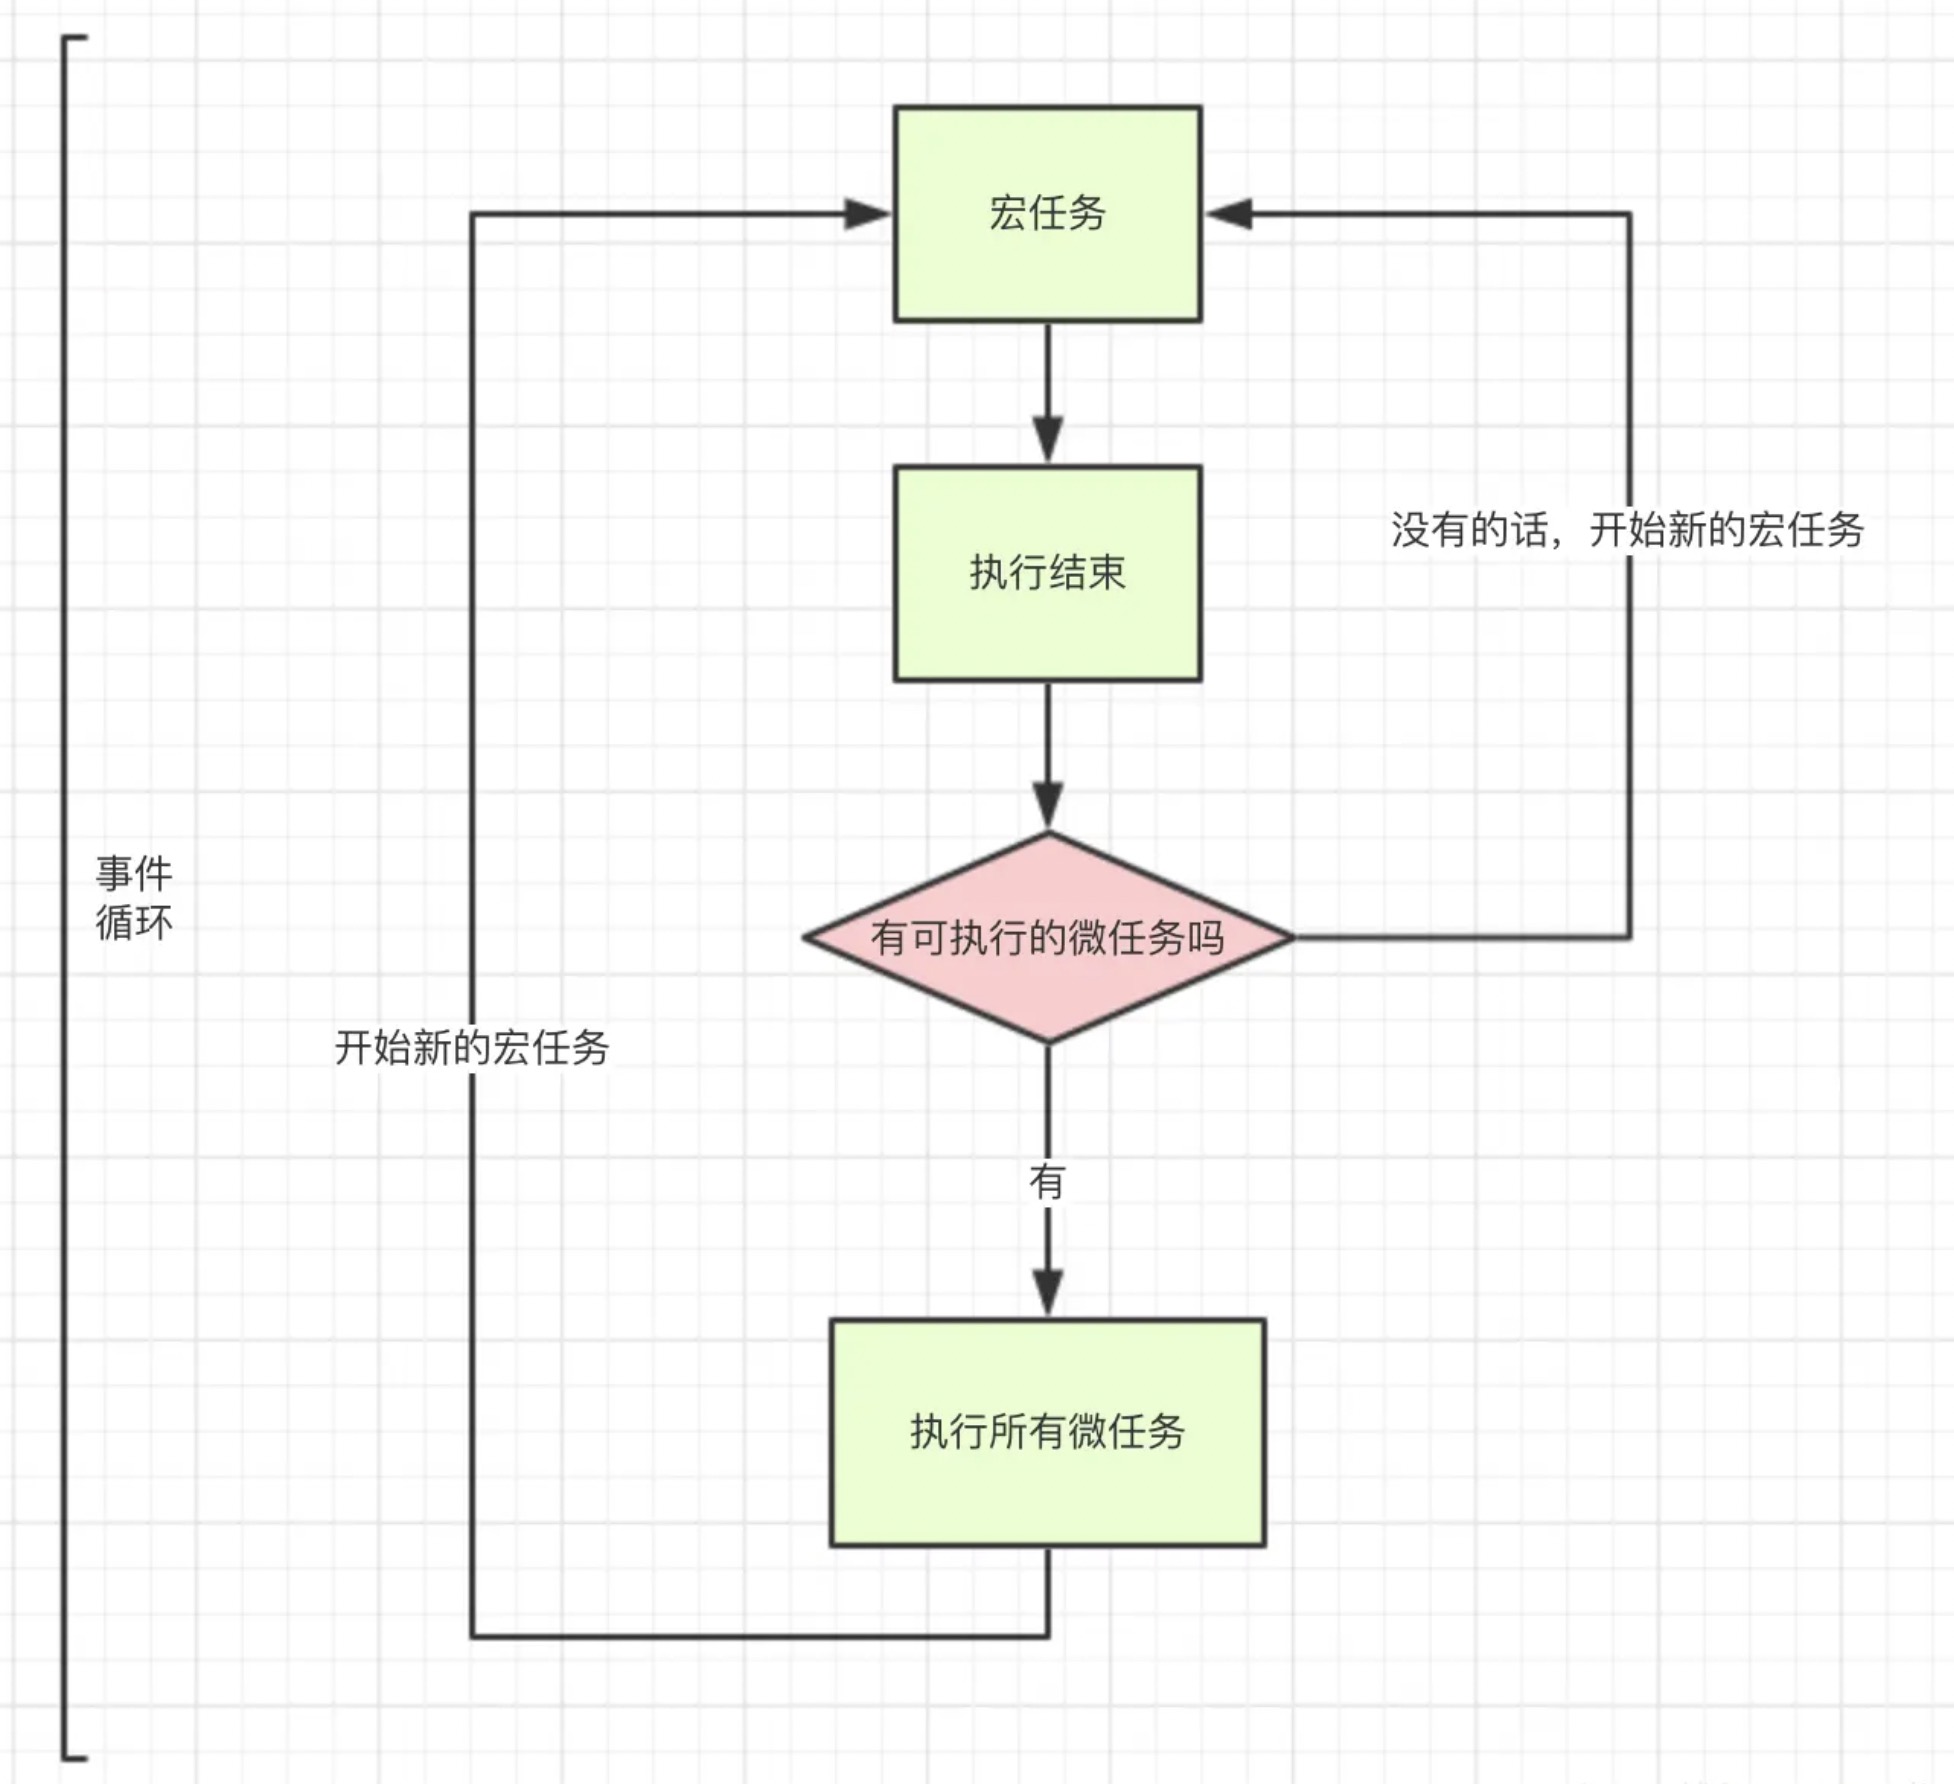 宏任务
没有的话，开始新的宏任务
执行结束
事件
循环
有可执行的微任务吗
开始新的宏任务
有
执行所有微任务